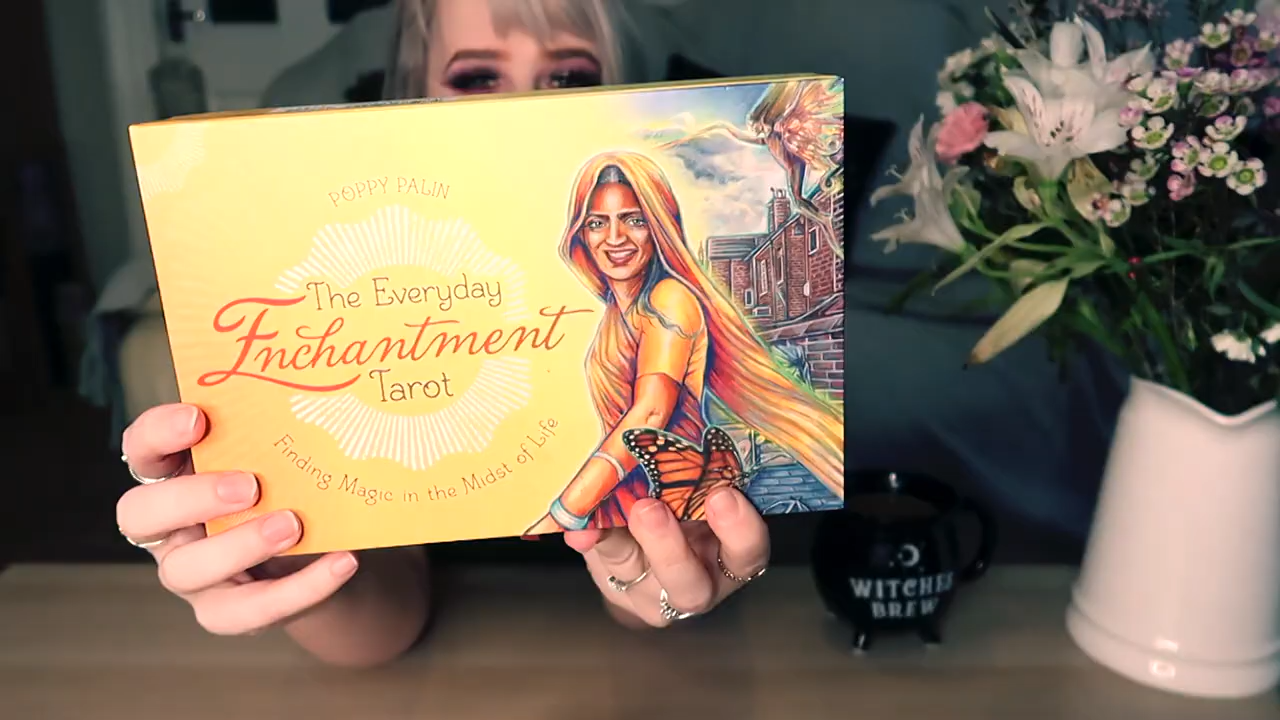 POPPY PALIN
The Everyday
Enchantment
Tarot
Finding Magic in the Midst of Life
WITCHES
BREW